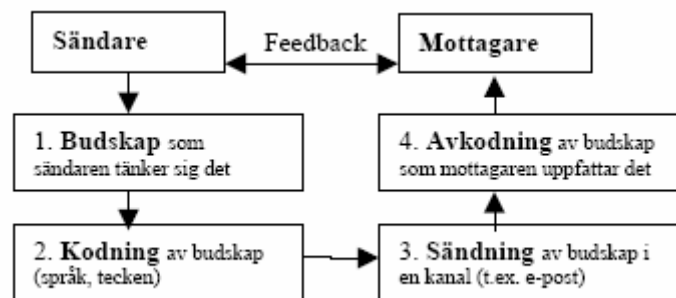 Sändare
Feedback
Mottagare
1. Budskap som
sändaren tänker sig det
4. Avkodning av budskap
som mottagaren uppfattar det
2. Kodning av budskap
(språk, tecken)
3. Sändning av budskap i
en kanal (t.ex. e-post)